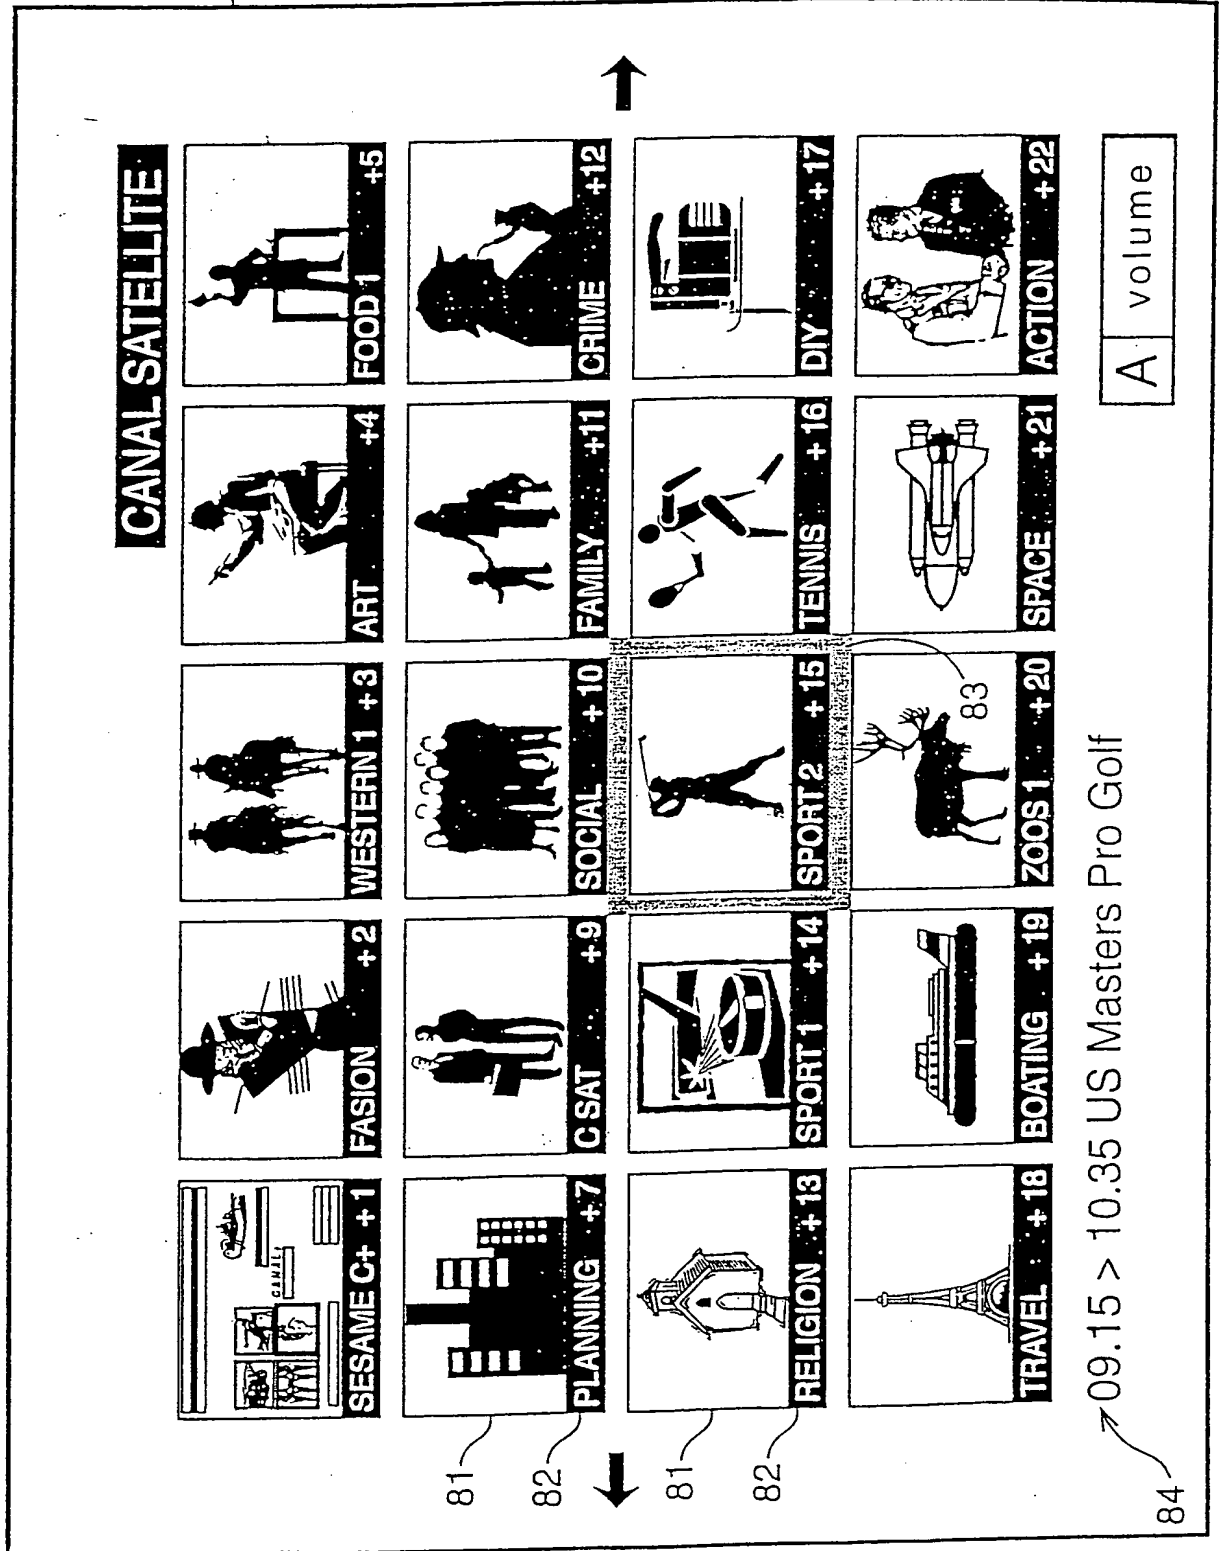 CANAL SATELLITE
SESAME C+ +1
FASION +2
WESTERN 1 +3
ART +4
FOOD 1 +5
CANAL+
PLANNING +7
C SAT +9
SOCIAL +10
FAMILY +11
CRIME +12
81
82
RELIGION +13
SPORT 1 +14
SPORT 2 +15
TENNIS +16
DIY +17
81
82
83
TRAVEL +18
BOATING +19
ZOOS 1 +20
SPACE +21
ACTION +22
09.15 > 10.35 US Masters Pro Golf
A volume
84